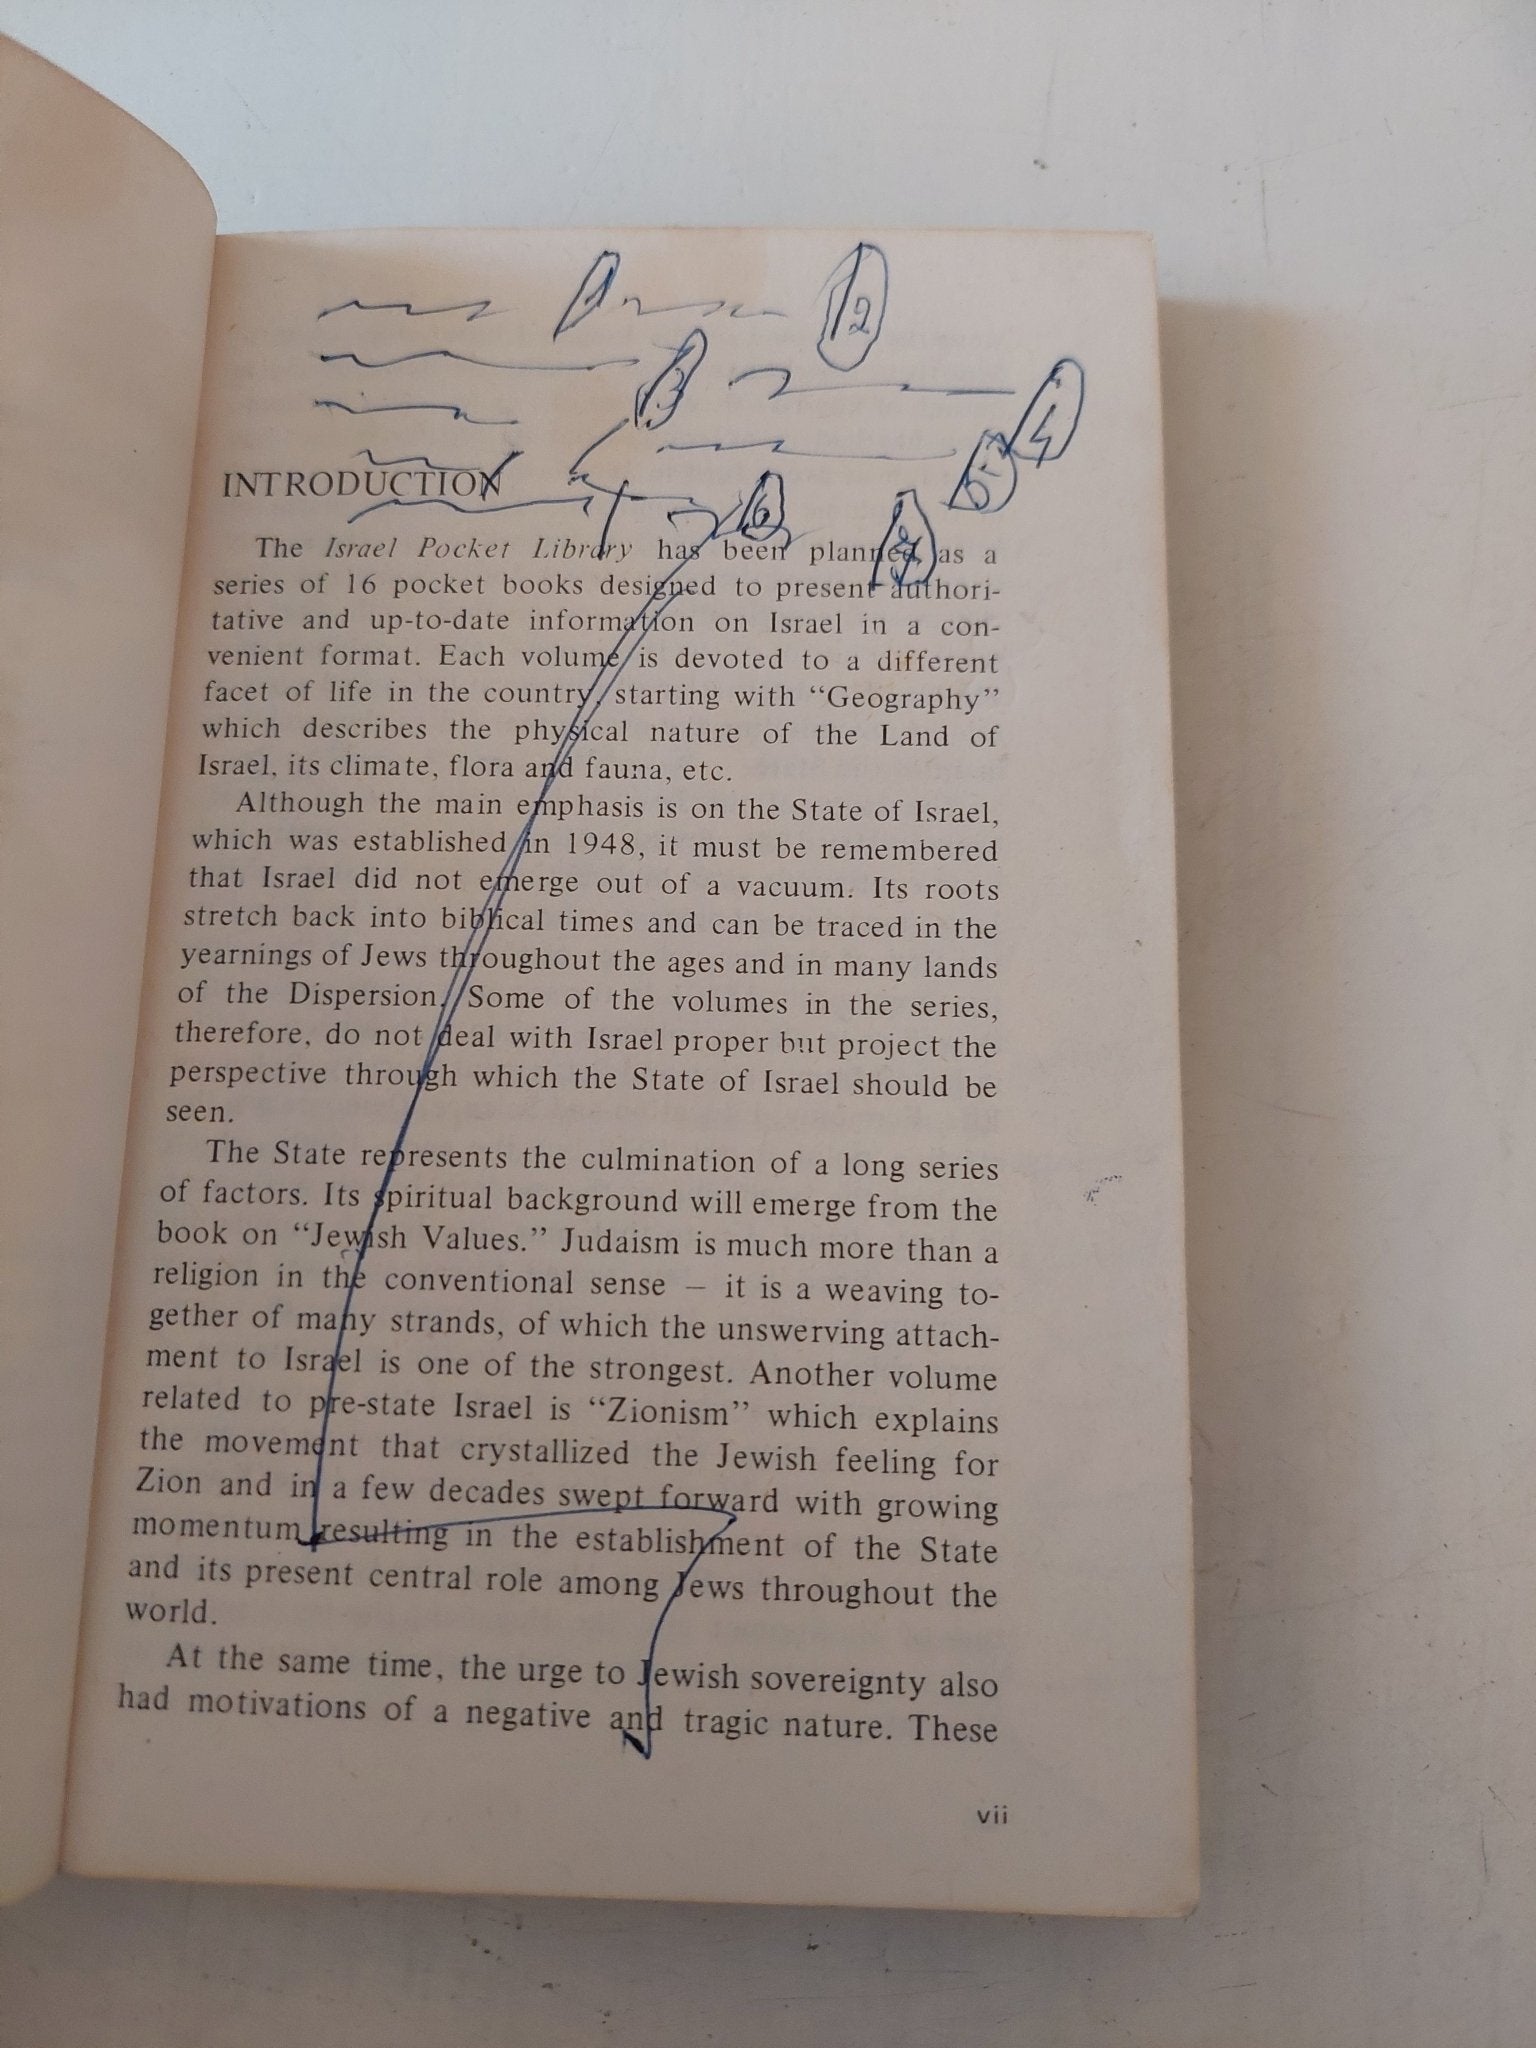 1 2
3
4
5
6
INTRODUCTION
The Israel Pocket Library has been planned as a
series of 16 pocket books designed to present authori-
tative and up-to-date information on Israel in a con-
venient format. Each volume is devoted to a different
facet of life in the country, starting with “Geography”
which describes the physical nature of the Land of
Israel, its climate, flora and fauna, etc.
Although the main emphasis is on the State of Israel,
which was established in 1948, it must be remembered
that Israel did not emerge out of a vacuum. Its roots
stretch back into biblical times and can be traced in the
yearnings of Jews throughout the ages and in many lands
of the Dispersion. Some of the volumes in the series,
therefore, do not deal with Israel proper but project the
perspective through which the State of Israel should be
seen.
The State represents the culmination of a long series
of factors. Its spiritual background will emerge from the
book on “Jewish Values.” Judaism is much more than a
religion in the conventional sense – it is a weaving to-
gether of many strands, of which the unswerving attach-
ment to Israel is one of the strongest. Another volume
related to pre-state Israel is “Zionism” which explains
the movement that crystallized the Jewish feeling for
Zion and in a few decades swept forward with growing
momentum resulting in the establishment of the State
and its present central role among Jews throughout the
world.
At the same time, the urge to Jewish sovereignty also
had motivations of a negative and tragic nature. These
vii